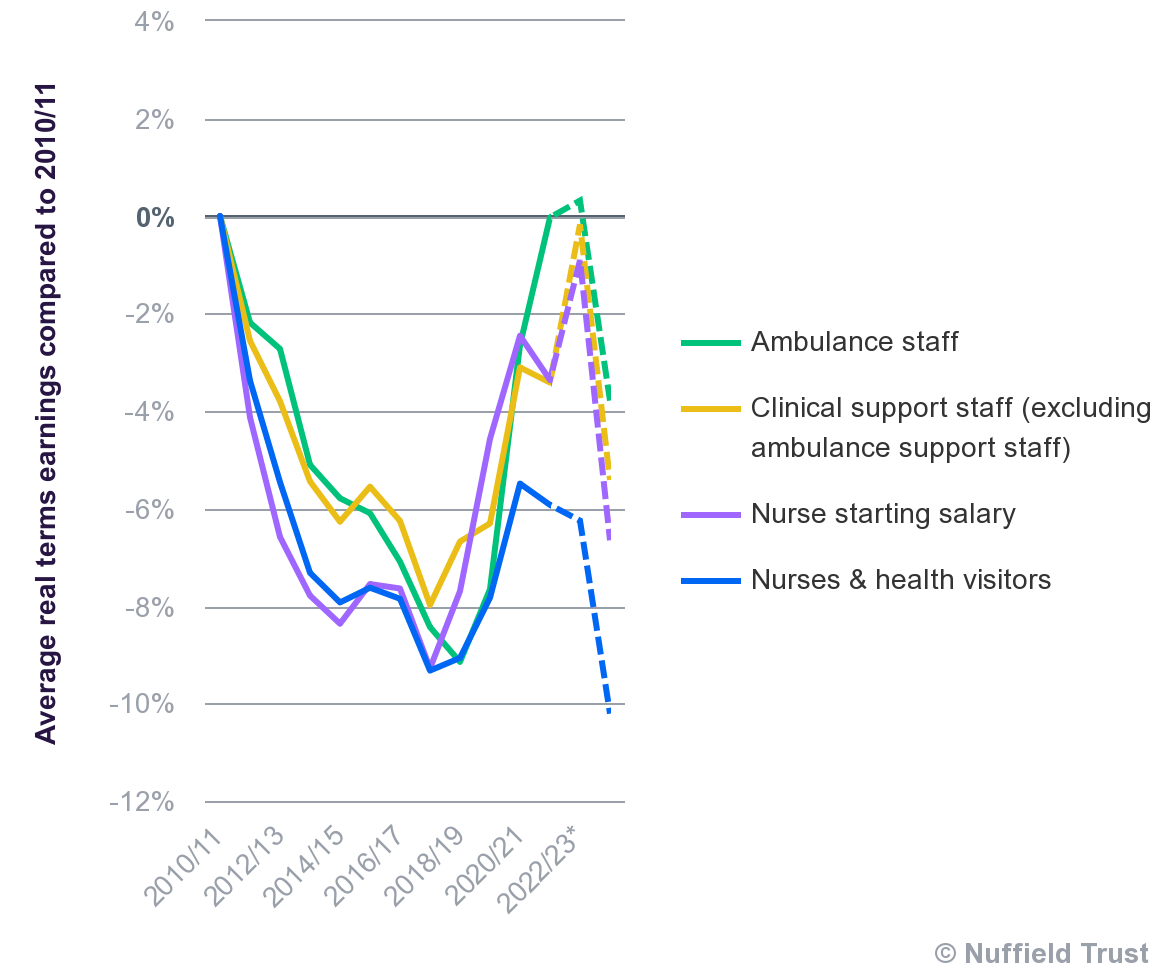 4%
2%
0%
-2%
-4%
-6%
-8%
-10%
-12%
Average real terms earnings compared to 2010/11
2010/11
2012/13
2014/15
2016/17
2018/19
2020/21
2022/23*
Ambulance staff
Clinical support staff (excluding
ambulance support staff)
Nurse starting salary
Nurses & health visitors
© Nuffield Trust